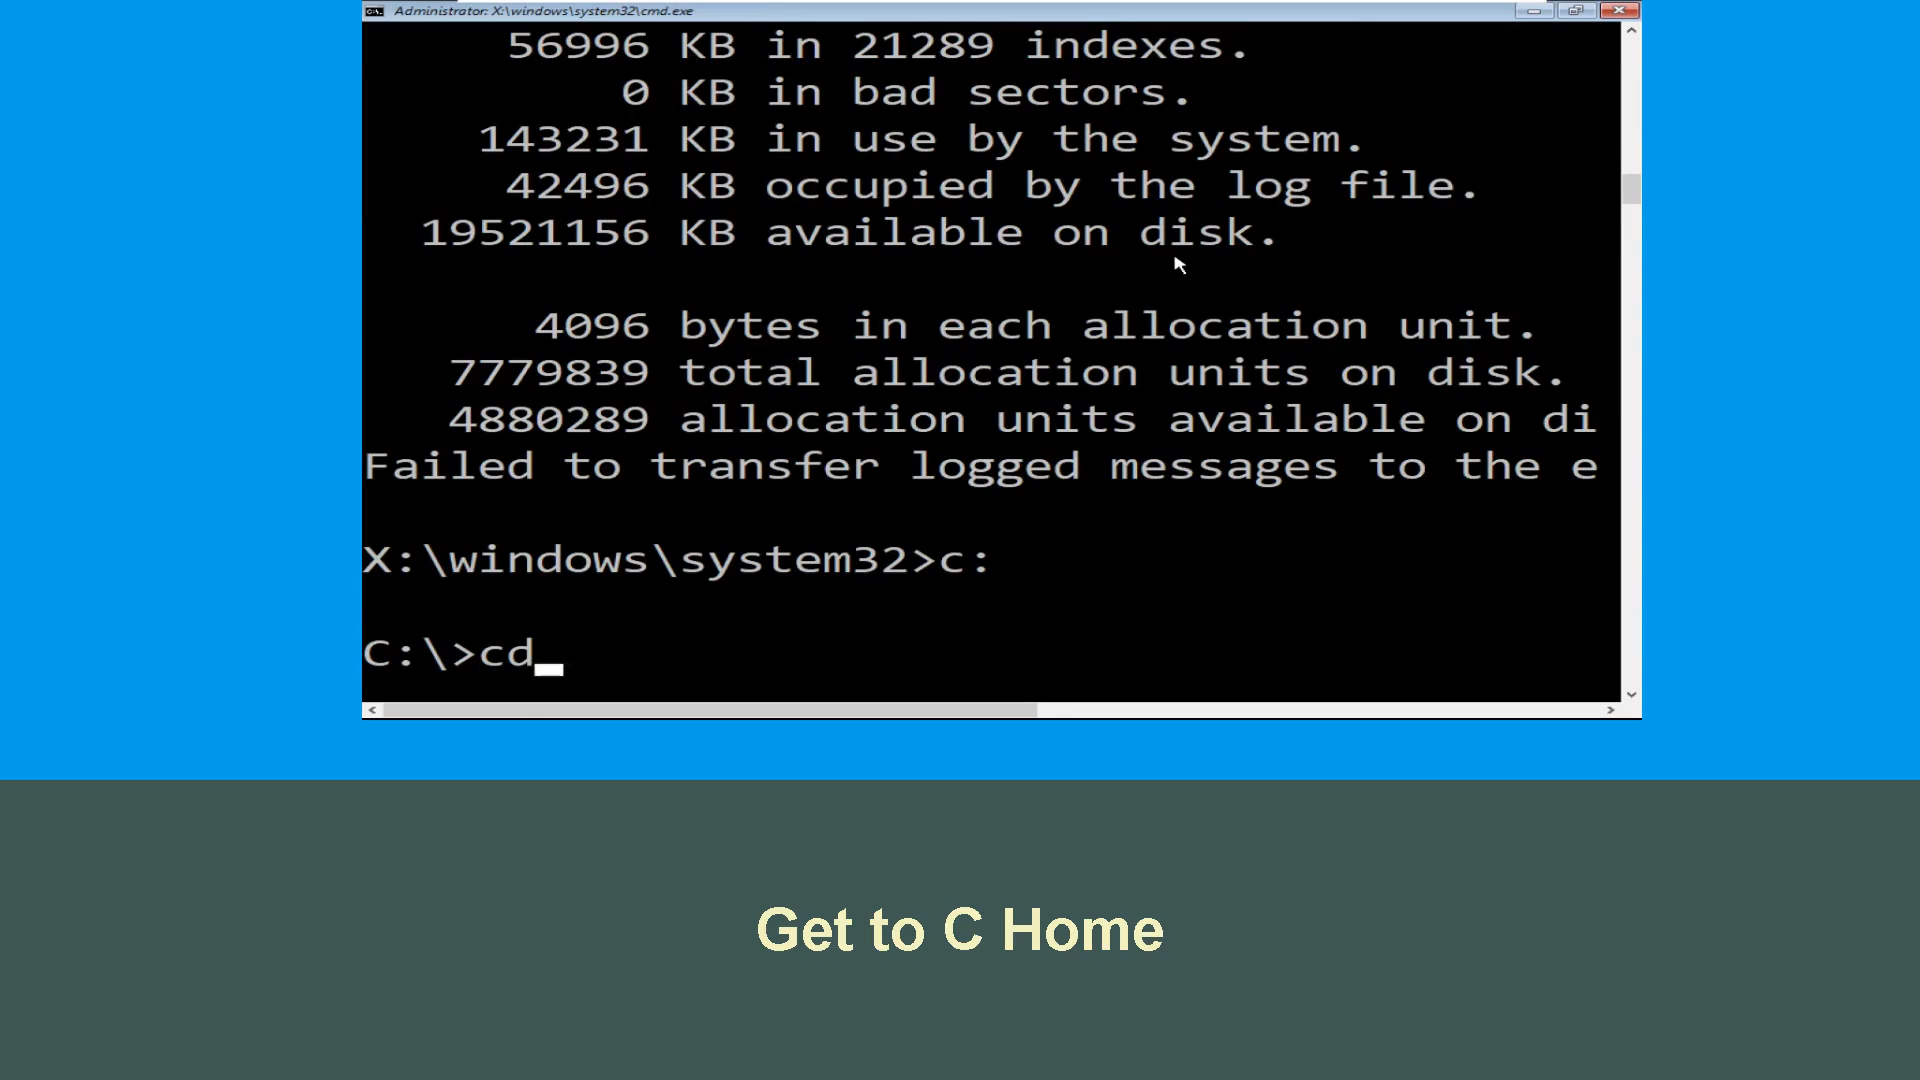 Administrator: X:\windows\system32\cmd.exe
56996 KB in 21289 indexes.
0 KB in bad sectors.
143231 KB in use by the system.
42496 KB occupied by the log file.
19521156 KB available on disk.
4096 bytes in each allocation unit.
7779839 total allocation units on disk.
4880289 allocation units available on di
Failed to transfer logged messages to the e
X:\windows\system32>c:
C:\>cd
Get to C Home